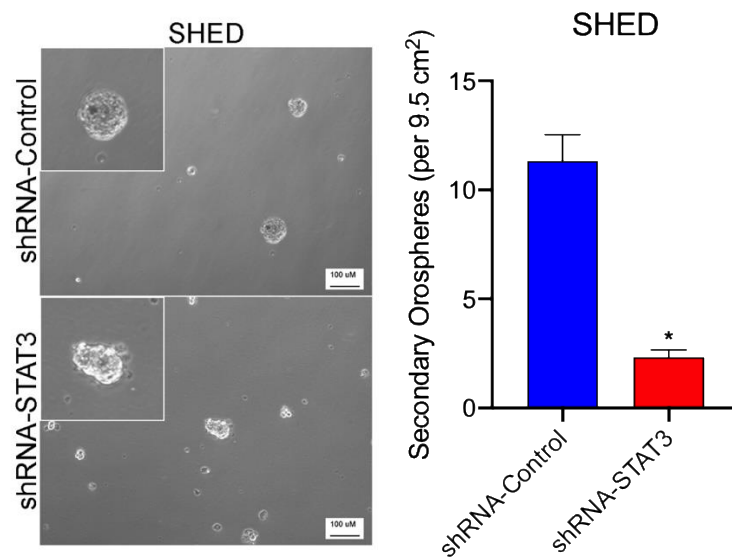 SHED
shRNA-Control
100 uM
shRNA-STAT3
100 uM
SHED
Secondary Orospheres (per 9.5 cm²)
15
10
5
0
*
shRNA-Control
shRNA-STAT3